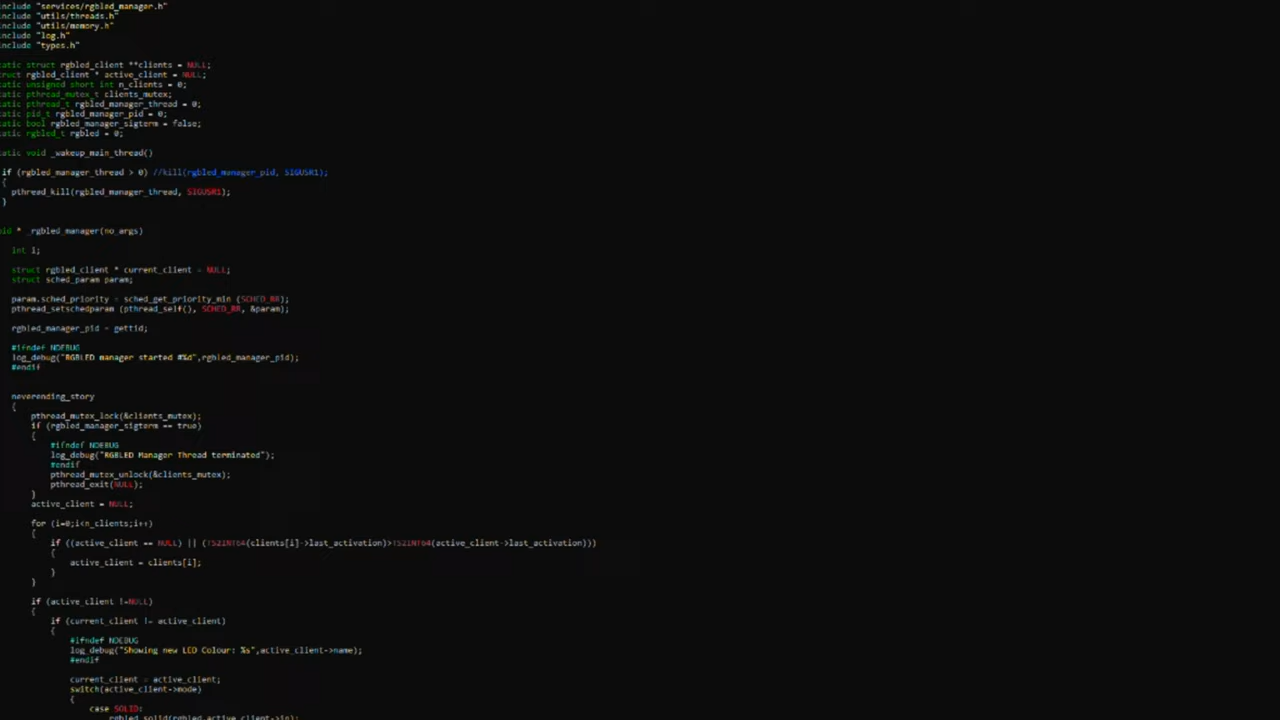 include "services/rgbled_manager.h"
include "utils/threads.h"
include "utils/memory.h"
include "log.h"
include "types.h"
tatic struct rgbled_client **clients = NULL;
truct rgbled_client * active_client = NULL;
tatic unsigned short int n_clients = 0;
tatic pthread_mutex_t clients_mutex;
tatic pthread_t rgbled_manager_thread = 0;
tatic pid_t rgbled_manager_pid = 0;
tatic bool rgbled_manager_sigterm = false;
tatic rgbled_t rgbled = 0;
tatic void _wakeup_main_thread()
if (rgbled_manager_thread > 0) //kill(rgbled_manager_pid, SIGUSR1);
{
pthread_kill(rgbled_manager_thread, SIGUSR1);
}
oid * _rgbled_manager(no_args)
int i;
struct rgbled_client * current_client = NULL;
struct sched_param param;
param.sched_priority = sched_get_priority_min (SCHED_RR);
pthread_setschedparam (pthread_self(), SCHED_RR, &param);
rgbled_manager_pid = gettid;
#ifndef NDEBUG
log_debug("RGBLED manager started #%d",rgbled_manager_pid);
#endif
neverending_story
{
pthread_mutex_lock(&clients_mutex);
if (rgbled_manager_sigterm == true)
{
#ifndef NDEBUG
log_debug("RGBLED Manager Thread terminated");
#endif
pthread_mutex_unlock(&clients_mutex);
pthread_exit(NULL);
}
active_client = NULL;
for (i=0;i<n_clients;i++)
{
if ((active_client == NULL) || (TS2INT64(clients[i]->last_activation)>TS2INT64(active_client->last_activation)))
{
active_client = clients[i];
}
}
if (active_client !=NULL)
{
if (current_client != active_client)
{
#ifndef NDEBUG
log_debug("Showing new LED Colour: %s",active_client->name);
#endif
current_client = active_client;
switch(active_client->mode)
{
case SOLID:
rgbled_solid(rgbled,active_client->in);